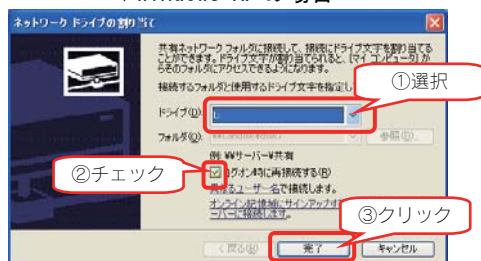 ネットワーク ドライブの割り当て
共有ネットワーク フォルダに接続して、接続にドライブ文字を割り当てる
ことができます。ドライブ文字が割り当てられると、[マイ コンピュータ] か
らそのフォルダにアクセスできるようになります。
接続するフォルダと使用するドライブ文字を指定し
①選択
ドライブ(D):
フォルダ(O):
参照(B)...
例: ¥¥サーバー¥共有
②チェック
ログオン時に再接続する(R)
異なるユーザー名で接続します。
オンライン記憶域にサインアップする
ーバーに接続します。
③クリック
< 戻る(B)
完了
キャンセル